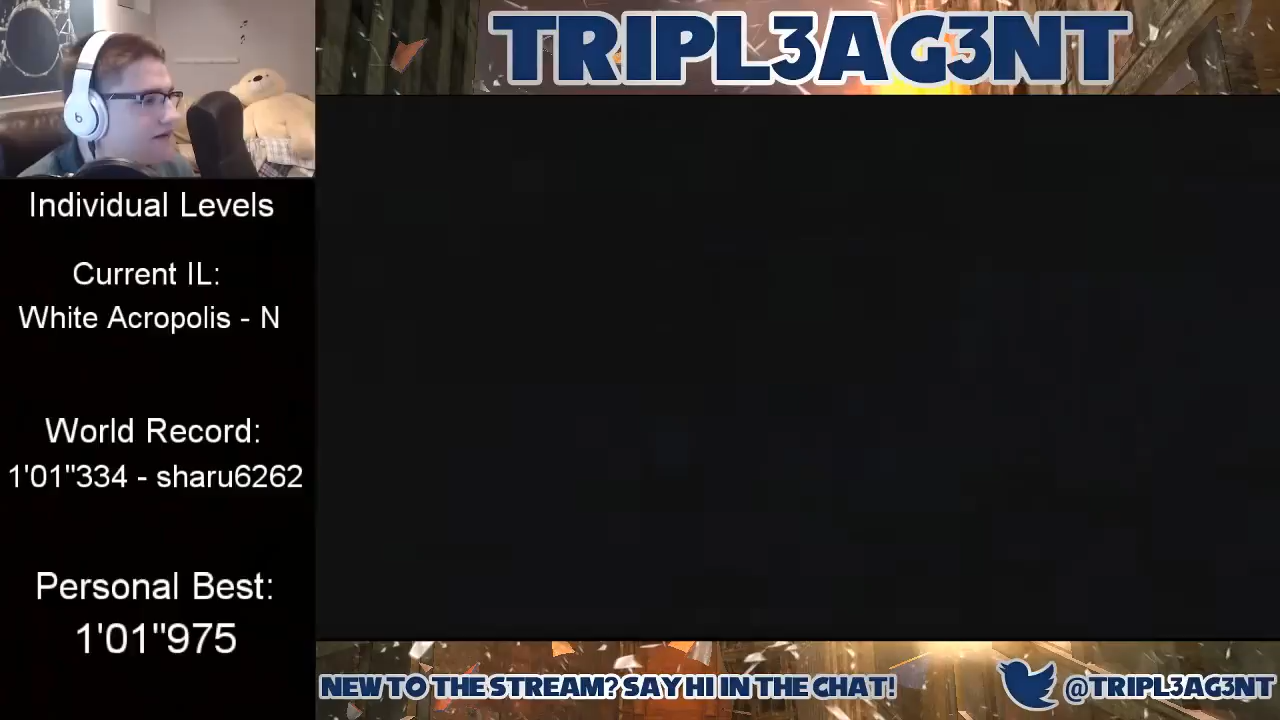 TRIPL3AG3NT
Individual Levels
Current IL:
White Acropolis - N
World Record:
1'01"334 - sharu6262
Personal Best:
1'01"975
NEW TO THE STREAM? SAY HI IN THE CHAT!
@TRIPL3AG3NT